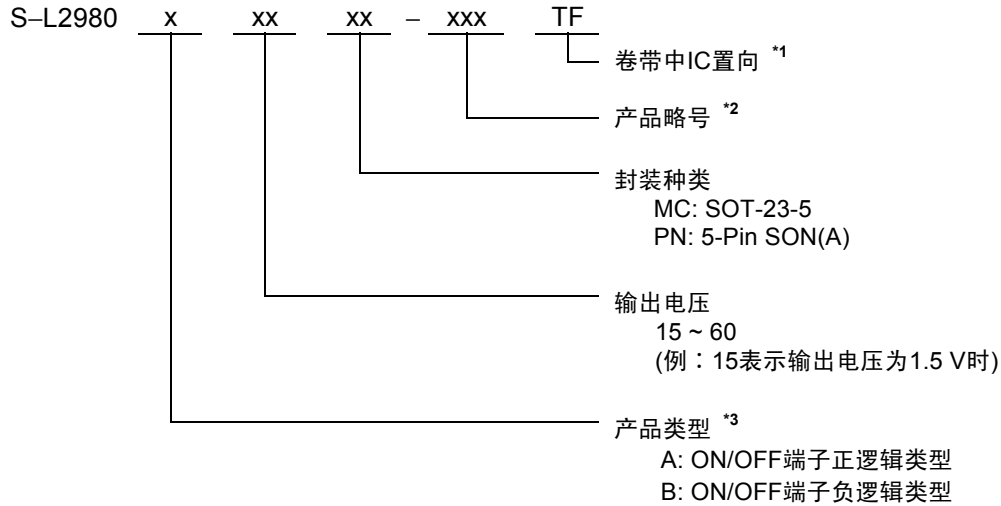 S–L2980 x xx xx – xxx TF
卷带中IC置向 *1
产品略号 *2
封装种类
MC: SOT-23-5
PN: 5-Pin SON(A)
输出电压
15 ~ 60
(例：15表示输出电压为1.5 V时)
产品类型 *3
A: ON/OFF端子正逻辑类型
B: ON/OFF端子负逻辑类型